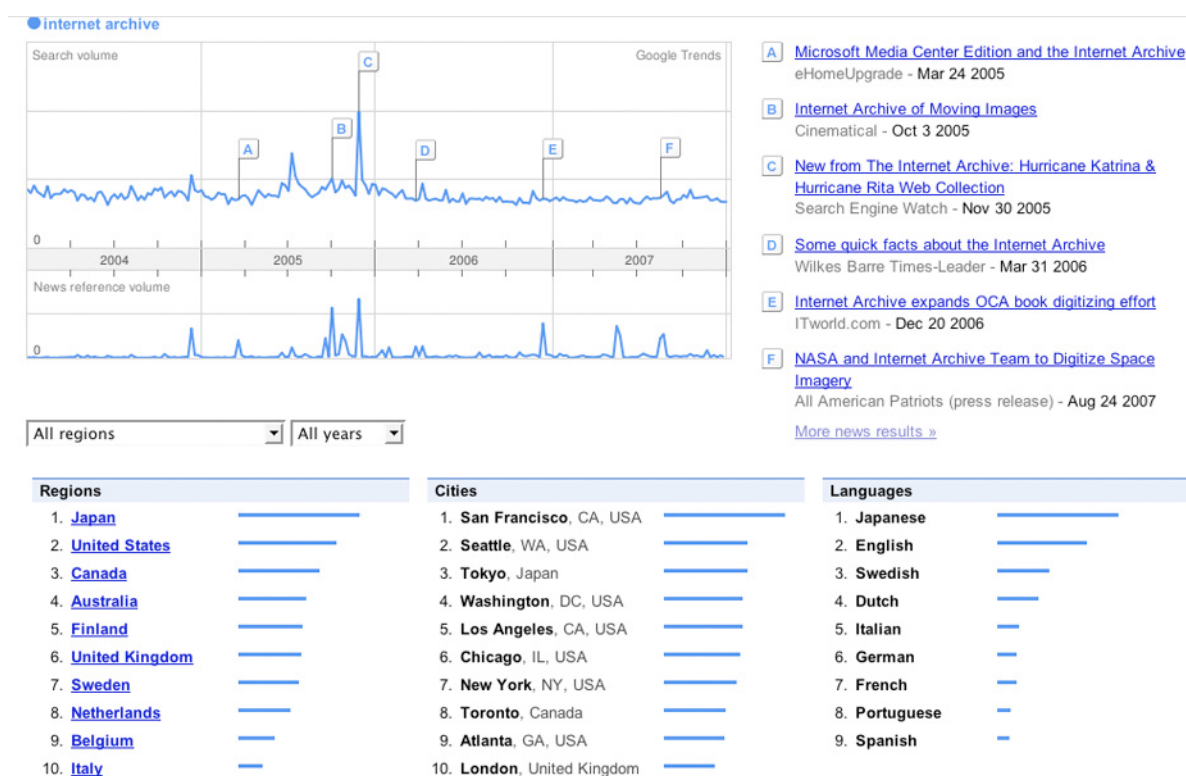 internet archive
Search volume
Google Trends
C
B
A
D
E
F
0
2004
2005
2006
2007
News reference volume
0
A Microsoft Media Center Edition and the Internet Archive
eHomeUpgrade - Mar 24 2005
B Internet Archive of Moving Images
Cinematical - Oct 3 2005
C New from The Internet Archive: Hurricane Katrina &
Hurricane Rita Web Collection
Search Engine Watch - Nov 30 2005
D Some quick facts about the Internet Archive
Wilkes Barre Times-Leader - Mar 31 2006
E Internet Archive expands OCA book digitizing effort
ITworld.com - Dec 20 2006
F NASA and Internet Archive Team to Digitize Space
Imagery
All American Patriots (press release) - Aug 24 2007
More news results »
All regions
All years
Regions
1. Japan
2. United States
3. Canada
4. Australia
5. Finland
6. United Kingdom
7. Sweden
8. Netherlands
9. Belgium
10. Italy
Cities
1. San Francisco, CA, USA
2. Seattle, WA, USA
3. Tokyo, Japan
4. Washington, DC, USA
5. Los Angeles, CA, USA
6. Chicago, IL, USA
7. New York, NY, USA
8. Toronto, Canada
9. Atlanta, GA, USA
10. London, United Kingdom
Languages
1. Japanese
2. English
3. Swedish
4. Dutch
5. Italian
6. German
7. French
8. Portuguese
9. Spanish